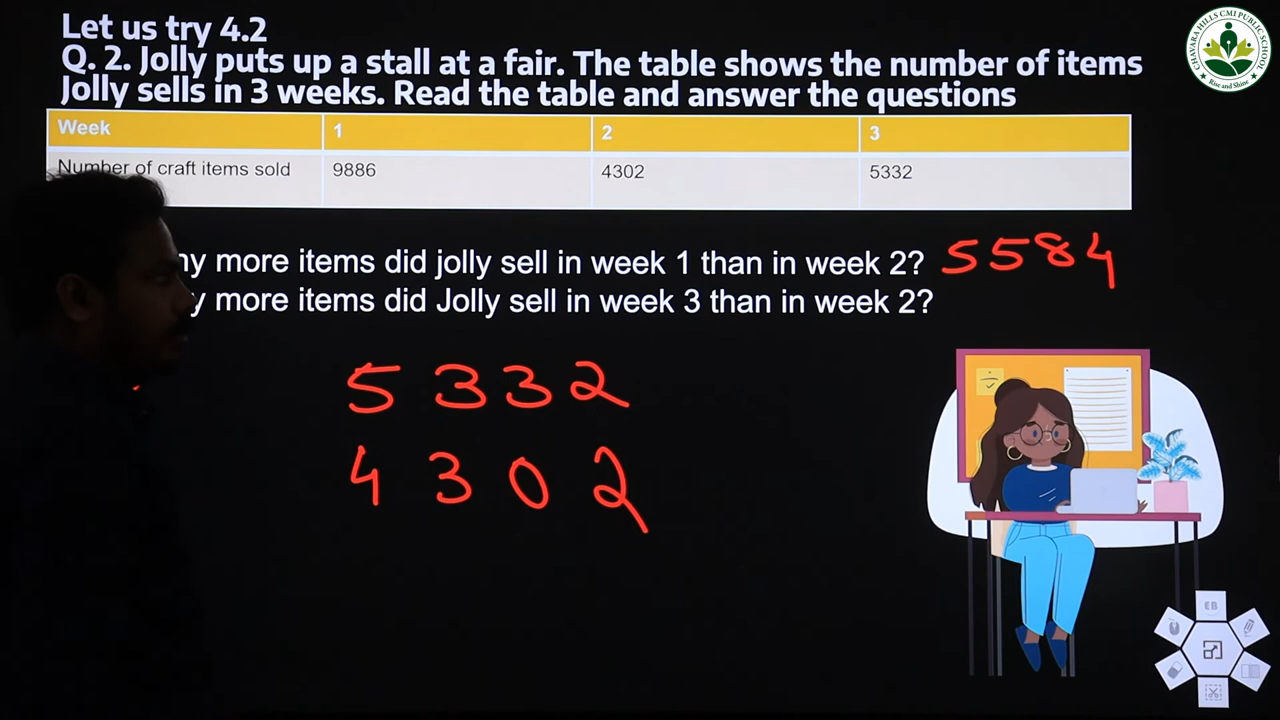 Let us try 4.2
Q. 2. Jolly puts up a stall at a fair. The table shows the number of items
Jolly sells in 3 weeks. Read the table and answer the questions
Week 1 2 3
Number of craft items sold 9886 4302 5332
more items did jolly sell in week 1 than in week 2? 5584
more items did Jolly sell in week 3 than in week 2?
5332
4302
CHAVARA HILLS CMI PUBLIC SCHOOL
Rise and Shine
EB